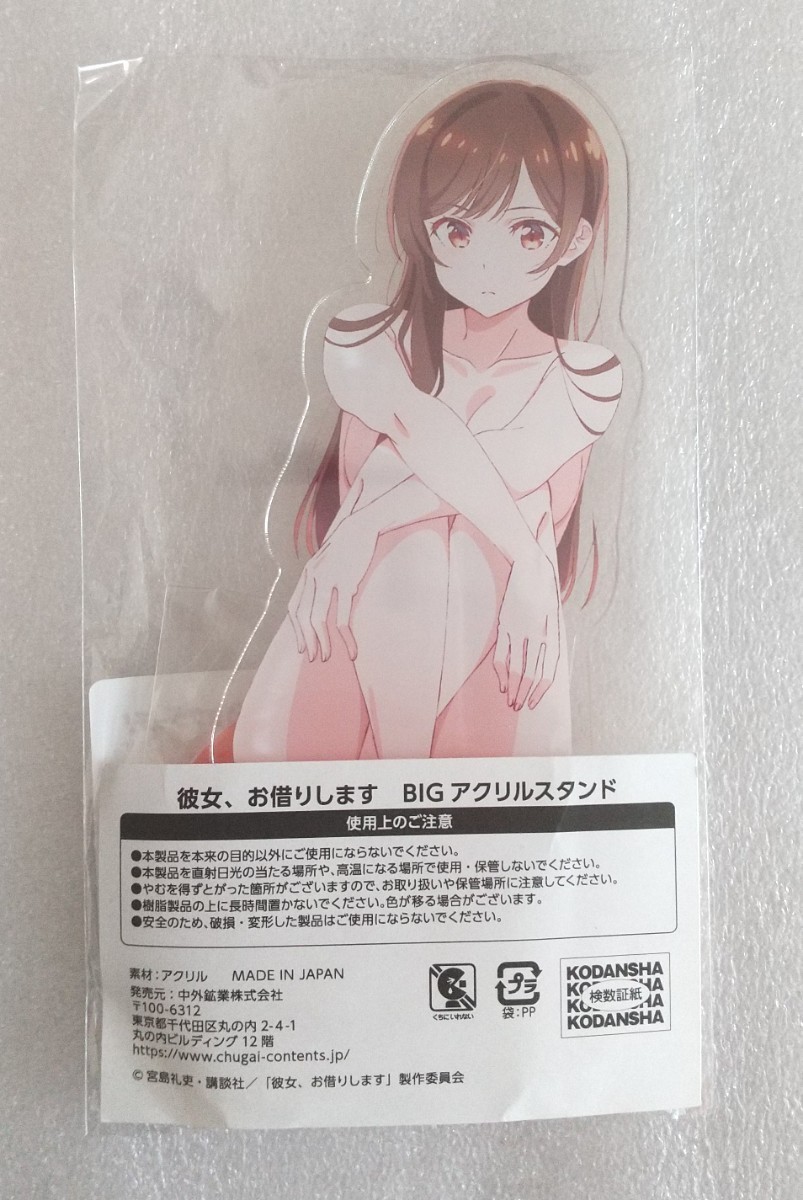 彼女、お借りします　BIGアクリルスタンド
使用上のご注意
●本製品を本来の目的以外にご使用にならないでください。
●本製品を直射日光の当たる場所や、高温になる場所で使用・保管しないでください。
●やむを得ずとがった箇所がございますので、お取り扱いや保管場所に注意してください。
●樹脂製品の上に長時間置かないでください。色が移る場合がございます。
●安全のため、破損・変形した製品はご使用にならないでください。
素材：アクリル　MADE IN JAPAN
発売元：中外鉱業株式会社
〒100-6312
東京都千代田区丸の内 2-4-1
丸の内ビルディング 12 階
https://www.chugai-contents.jp/
© 宮島礼吏・講談社／「彼女、お借りします」製作委員会
くちにいれない
プラ
袋：PP
KODANSHA
検数証紙
KODANSHA